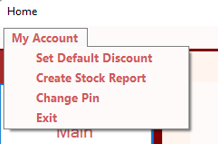 Home
My Account
Set Default Discount
Create Stock Report
Change Pin
Exit
Main